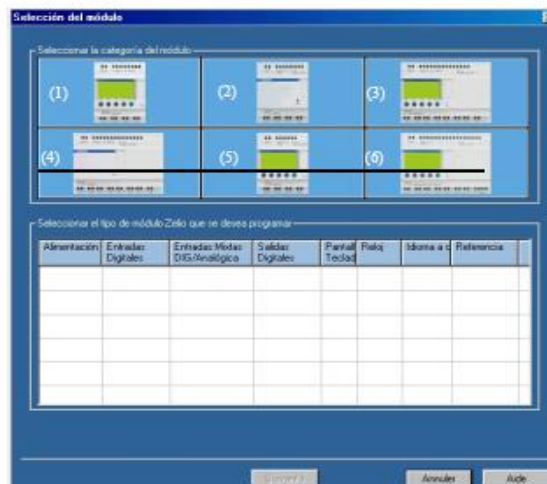 Selección del módulo
Seleccionar la categoría del módulo
(1) (2) (3)
(4) (5) (6)
Seleccionar el tipo de módulo Zelio que se desea programar
Alimentación Entradas Digitales Entradas Mixtas DIG/Analógica Salidas Digitales Pantall Teclad Reloj Idioma a c Referencia
Annuler Aide